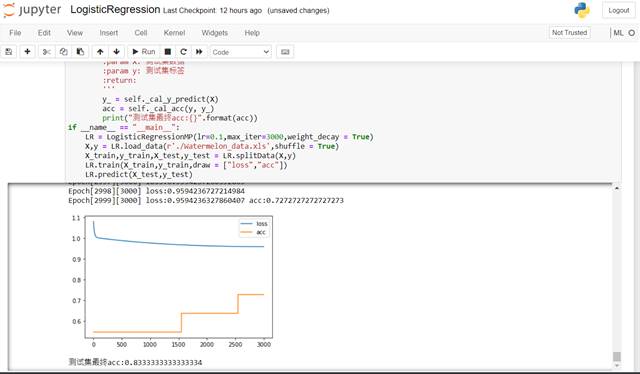 jupyter LogisticRegression Last Checkpoint: 12 hours ago (unsaved changes)
Logout
File Edit View Insert Cell Kernel Widgets Help
Not Trusted
ML
Run
Code
:param X: 测试集数据
:param y: 测试集标签
:return:
'''
y_ = self._cal_y_predict(X)
acc = self._cal_acc(y, y_)
print("测试集最终acc:{}".format(acc))
if __name__ == "__main__":
LR = LogisticRegressionMP(lr=0.1,max_iter=3000,weight_decay = True)
X,y = LR.load_data(r'./Watermelon_data.xls',shuffle = True)
X_train,y_train,X_test,y_test = LR.splitData(X,y)
LR.train(X_train,y_train,draw = ["loss","acc"])
LR.predict(X_test,y_test)
Epoch[2998][3000] loss:0.9594236727214984
Epoch[2999][3000] loss:0.9594236327860407 acc:0.7272727272727273
1.1
loss
acc
1.0
0.9
0.8
0.7
0.6
0 500 1000 1500 2000 2500 3000
测试集最终acc:0.8333333333333334